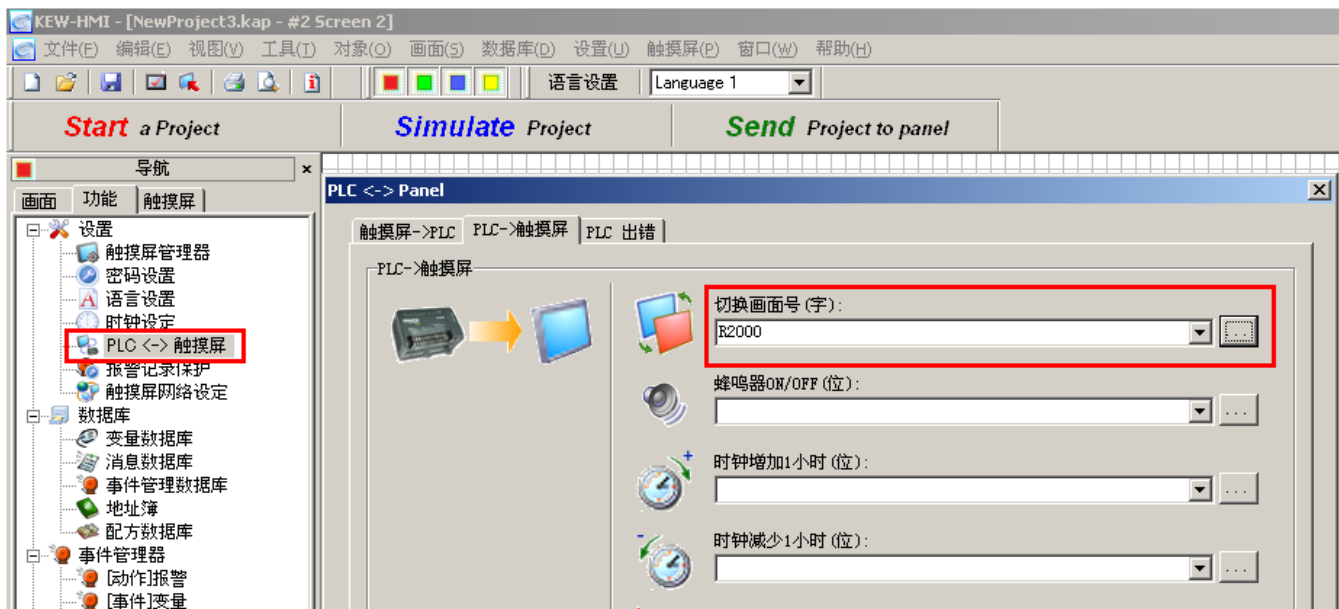 KEW-HMI - [NewProject3.kap - #2 Screen 2]
文件(F) 编辑(E) 视图(V) 工具(T) 对象(O) 画面(S) 数据库(D) 设置(U) 触摸屏(P) 窗口(W) 帮助(H)
语言设置 Language 1
Start a Project Simulate Project Send Project to panel
导航
画面 功能 触摸屏
设置
触摸屏管理器
密码设置
语言设置
时钟设定
PLC <-> 触摸屏
报警记录保护
触摸屏网络设定
数据库
变量数据库
消息数据库
事件管理数据库
地址簿
配方数据库
事件管理器
[动作]报警
[事件]变量
PLC <-> Panel
触摸屏->PLC PLC->触摸屏 PLC 出错
PLC->触摸屏
切换画面号(字):
R2000
...
蜂鸣器ON/OFF(位):
...
时钟增加1小时(位):
...
时钟减少1小时(位):
...